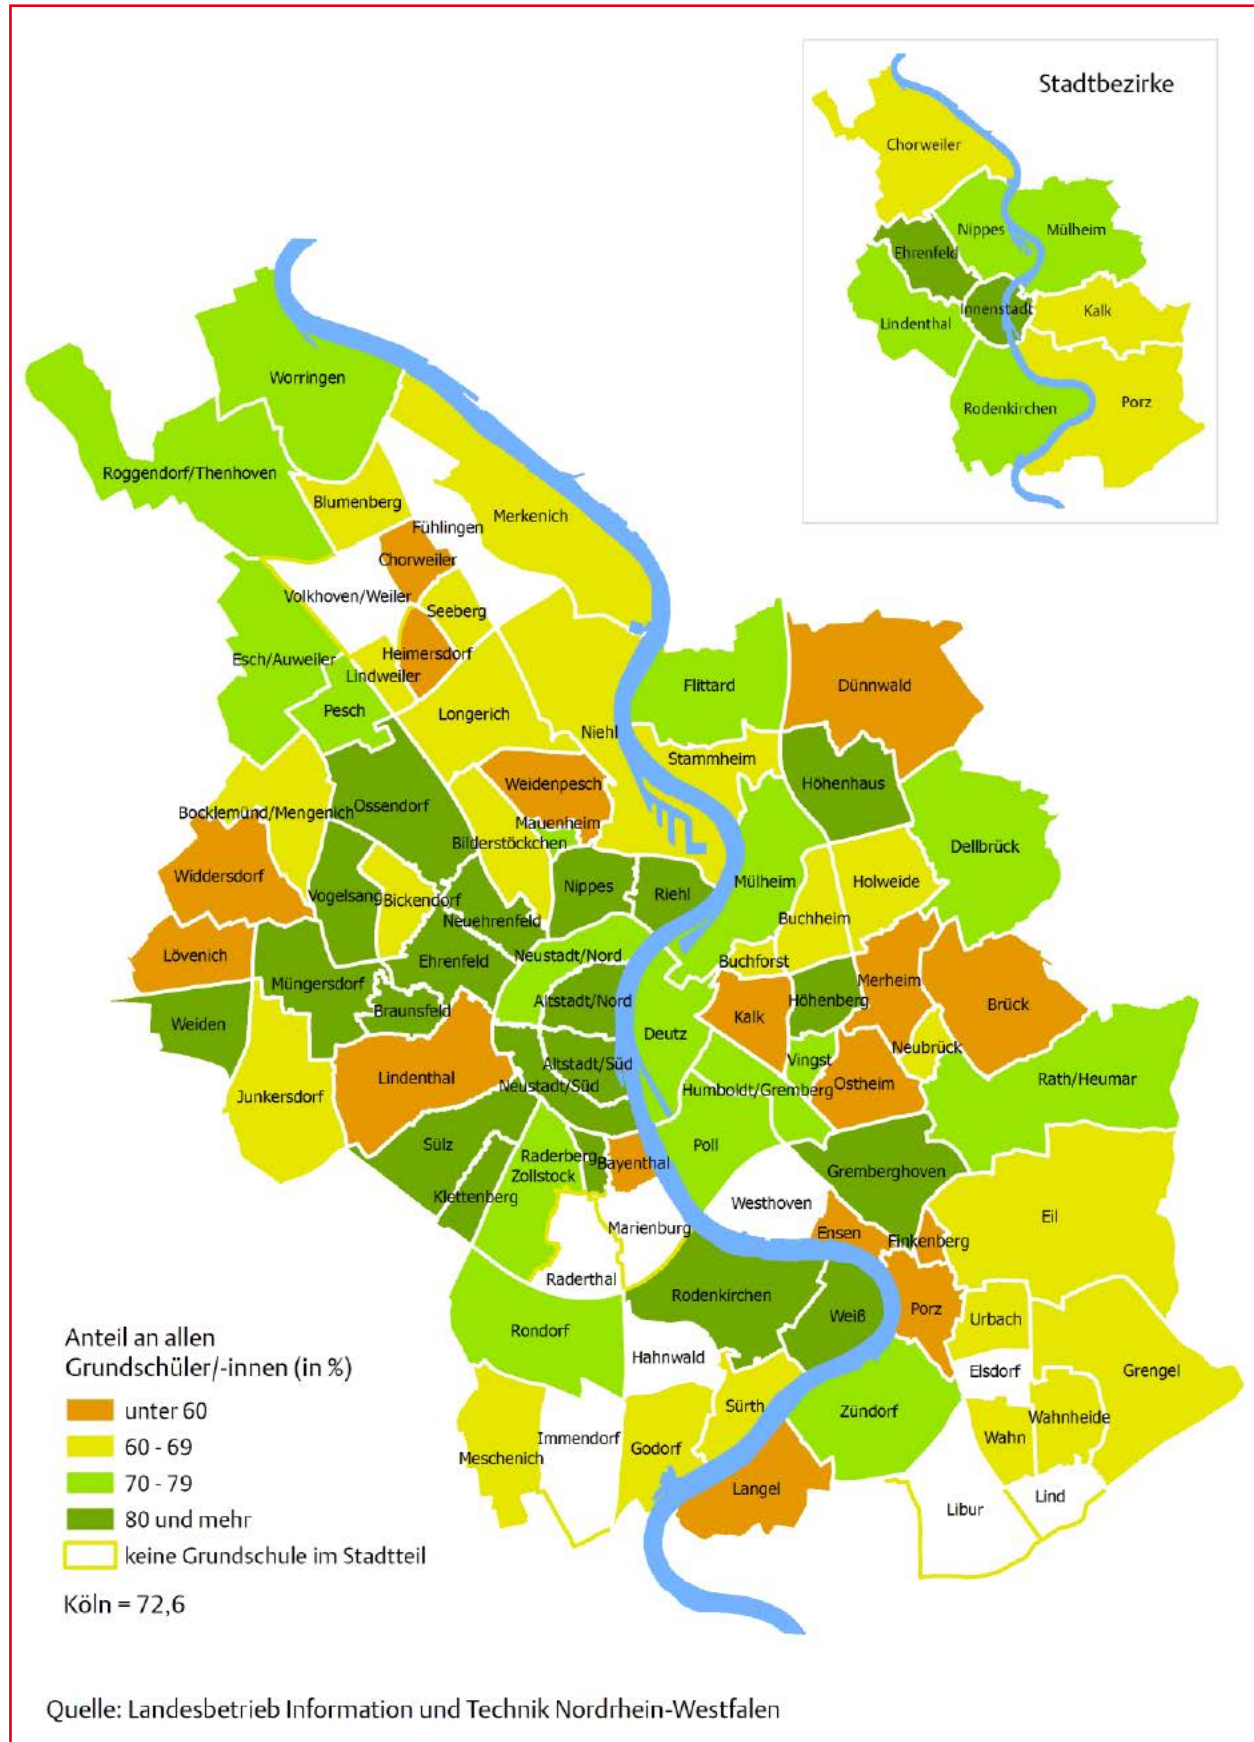 Stadtbezirke
Chorweiler
Nippes
Mülheim
Ehrenfeld
Innenstadt
Kalk
Lindenthal
Porz
Rodenkirchen
Worringen
Roggendorf/Thenhoven
Blumenberg
Merkenich
Fühlingen
Chorweiler
Volkhoven/Weiler
Seeberg
Heimersdorf
Esch/Auweiler
Lindweiler
Flittard
Dünnwald
Pesch
Longerich
Niehl
Stammheim
Weidenpesch
Höhenhaus
Bocklemünd/Mengenich
Ossendorf
Mauenheim
Bilderstöckchen
Dellbrück
Widdersdorf
Nippes
Riehl
Mülheim
Holweide
Vogelsang
Bickendorf
Buchheim
Neuehrenfeld
Lövenich
Ehrenfeld
Neustadt/Nord
Buchforst
Müngersdorf
Merheim
Braunsfeld
Altstadt/Nord
Höhenberg
Brück
Weiden
Kalk
Deutz
Neubrück
Altstadt/Süd
Vingst
Lindenthal
Neustadt/Süd
Ostheim
Rath/Heumar
Junkersdorf
Humboldt/Gremberg
Sülz
Poll
Raderberg
Bayenthal
Zollstock
Gremberghoven
Klettenberg
Westhoven
Marienburg
Ensen
Eil
Finkenberg
Raderthal
Rodenkirchen
Weiß
Porz
Urbach
Rondorf
Hahnwald
Elsdorf
Grengel
Sürth
Zündorf
Wahnheide
Immendorf
Godorf
Wahn
Meschenich
Langel
Lind
Libur
Anteil an allen
Grundschüler/-innen (in %)
unter 60
60 - 69
70 - 79
80 und mehr
keine Grundschule im Stadtteil
Köln = 72,6
Quelle: Landesbetrieb Information und Technik Nordrhein-Westfalen